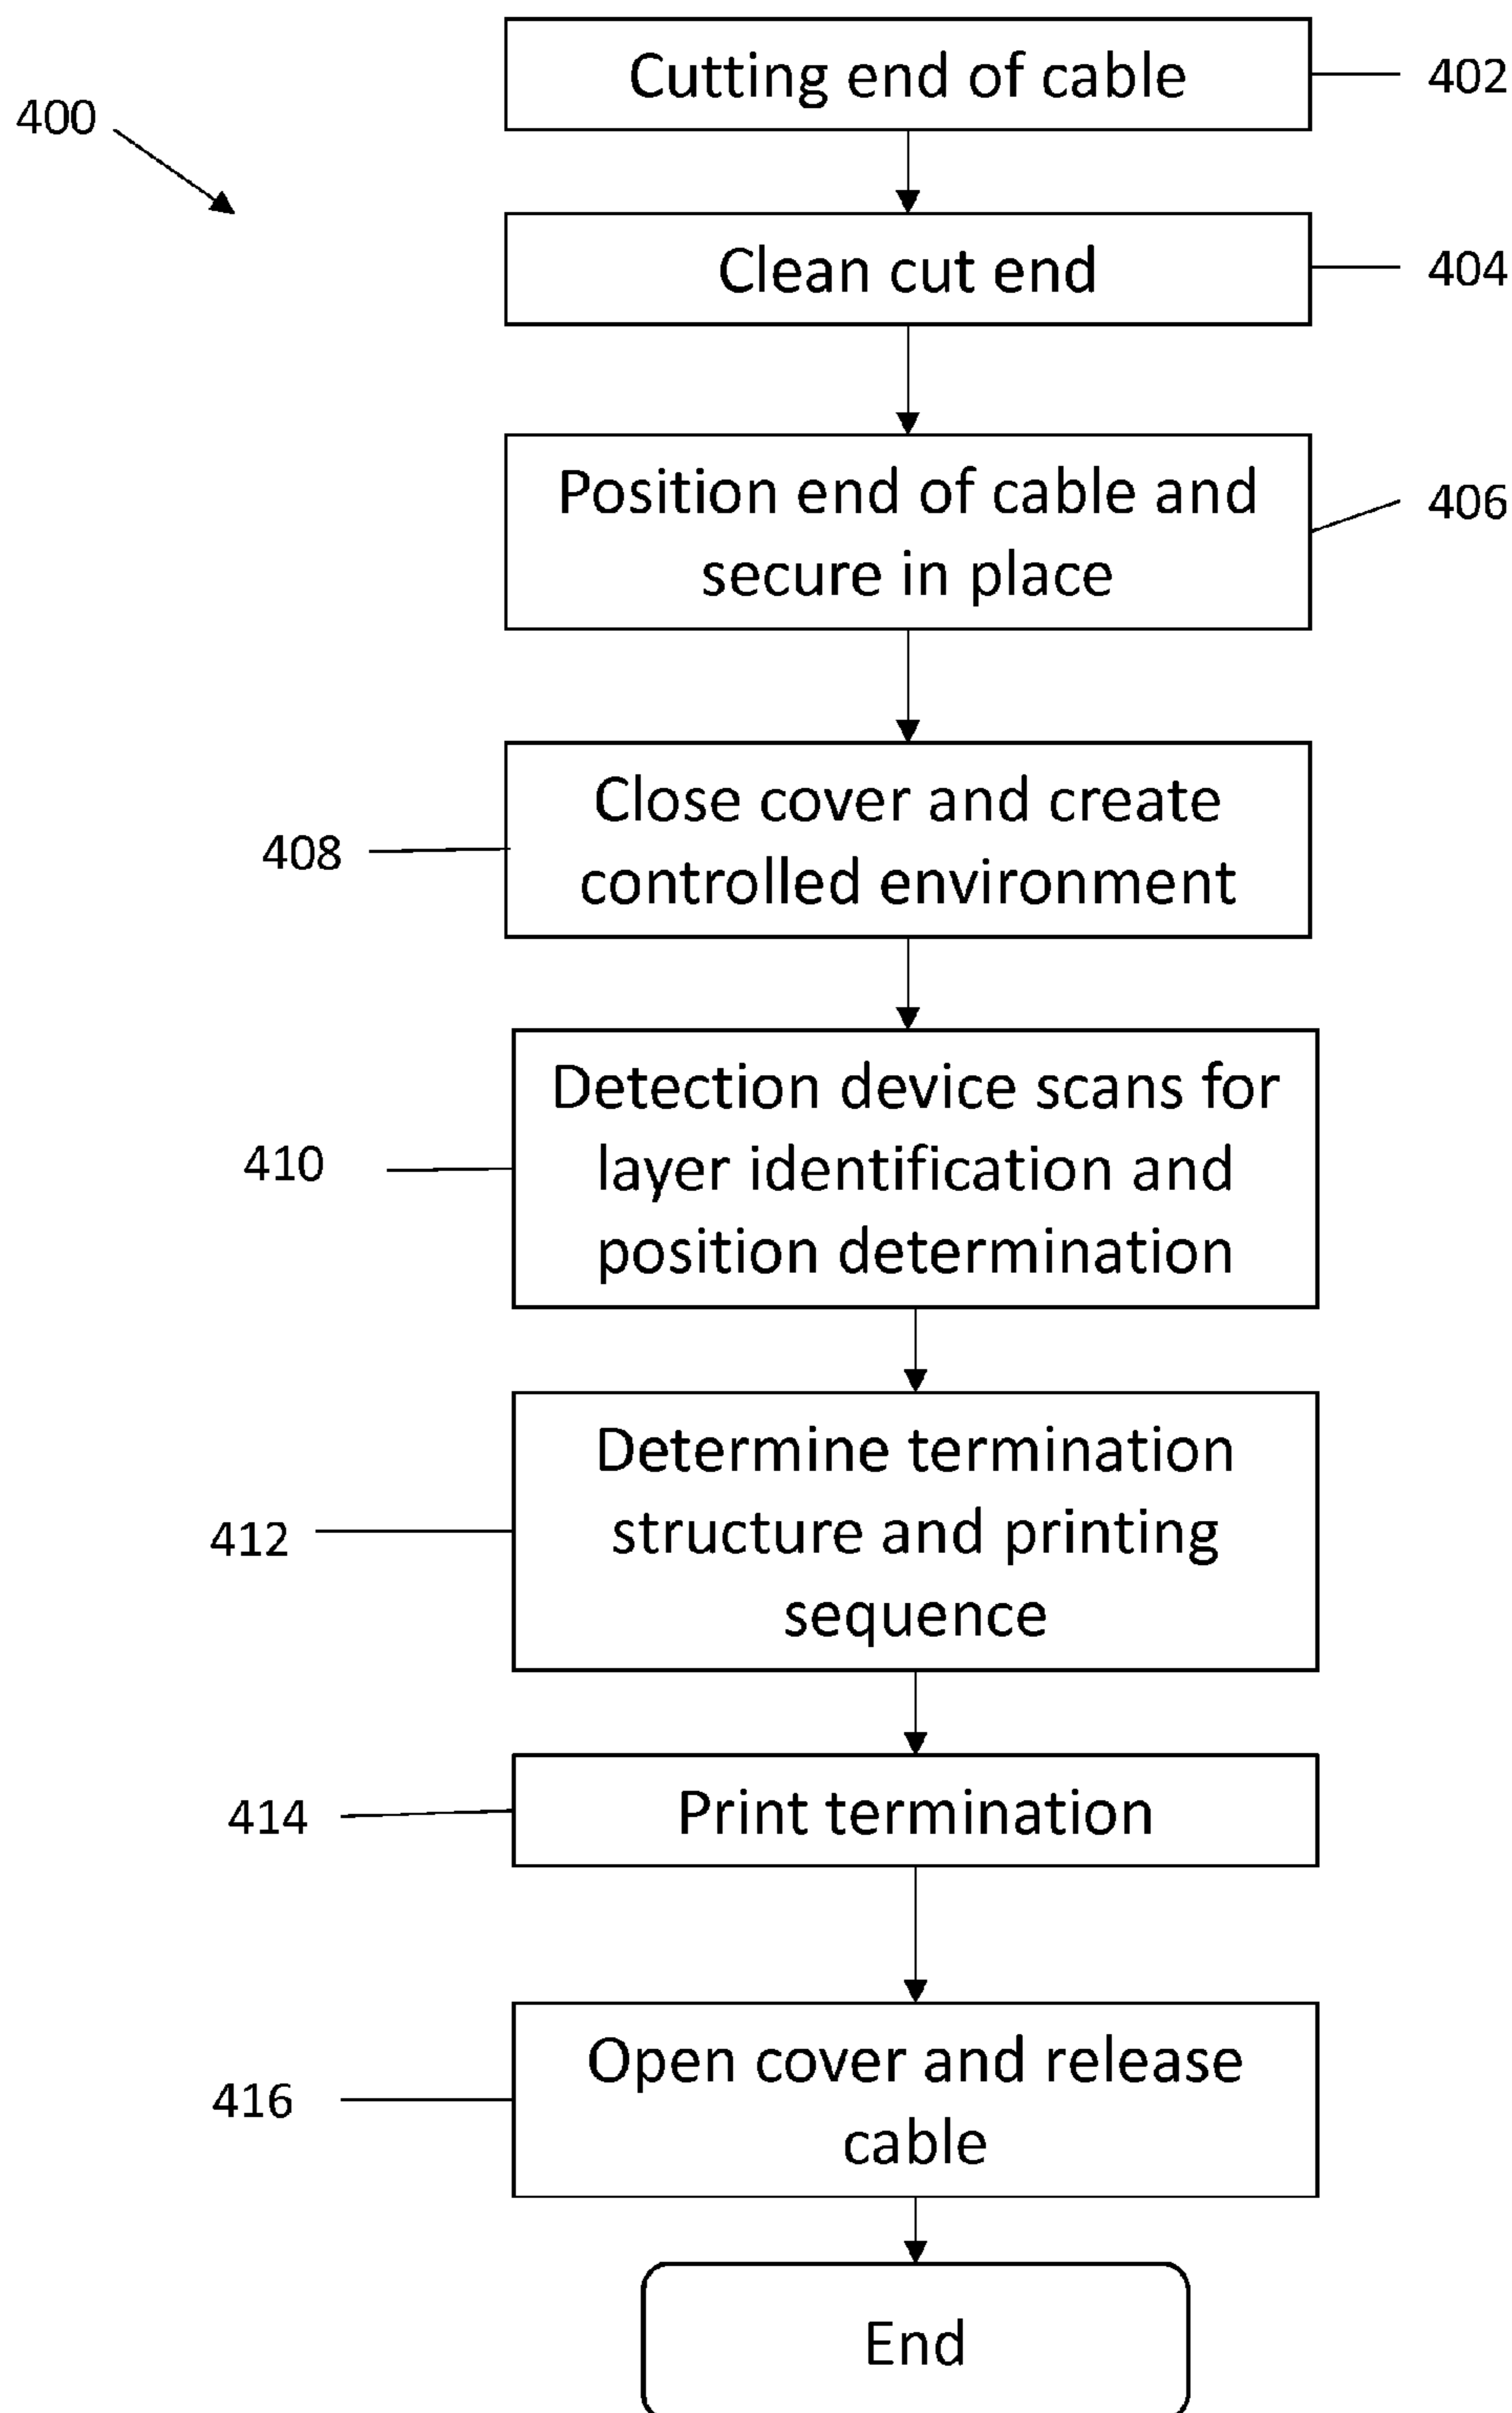 Cutting end of cable
402
400
Clean cut end
404
Position end of cable and
secure in place
406
Close cover and create
controlled environment
408
Detection device scans for
layer identification and
position determination
410
Determine termination
structure and printing
sequence
412
Print termination
414
Open cover and release
cable
416
End